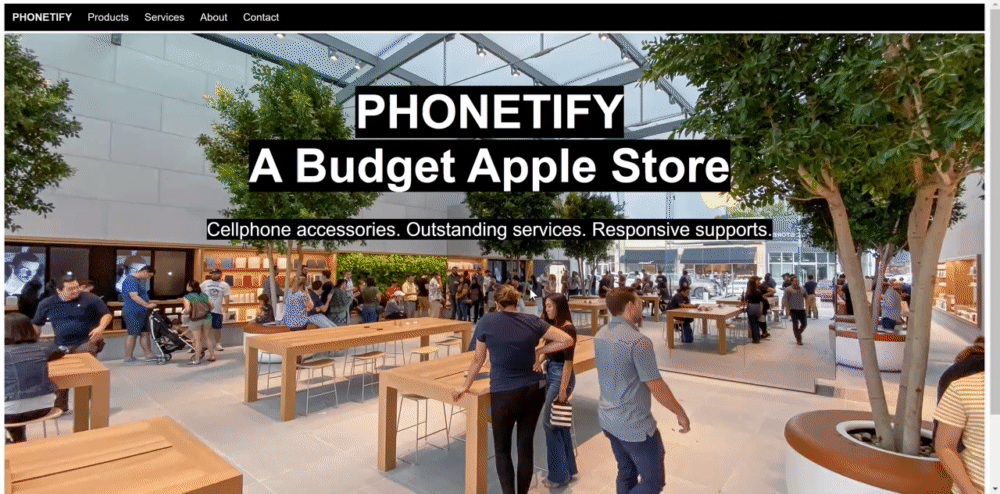 PHONETIFY Products Services About Contact
PHONETIFY
A Budget Apple Store
Cellphone accessories. Outstanding services. Responsive supports.